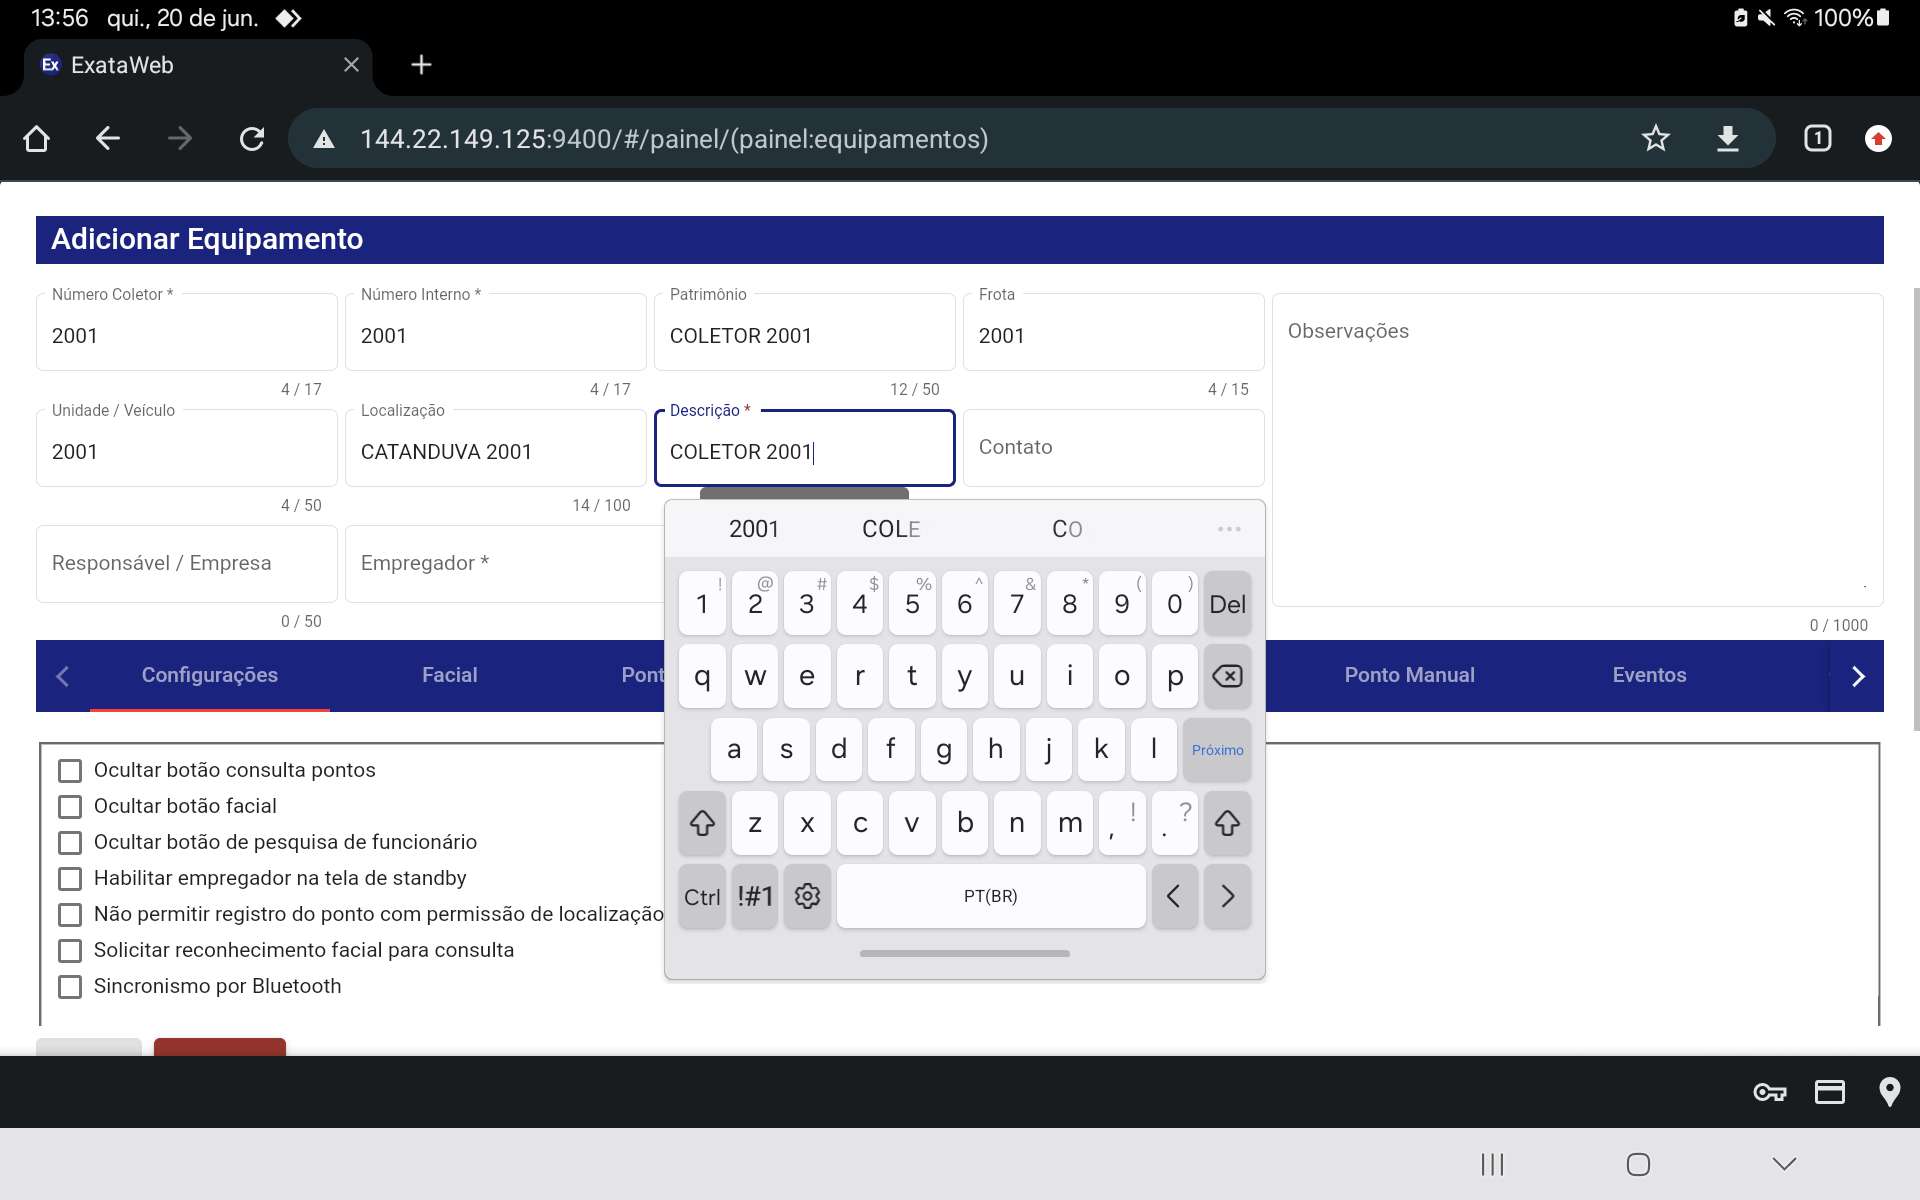 13:56 qui., 20 de jun. 100%
Ex ExataWeb
144.22.149.125:9400/#/painel/(painel:equipamentos) 1
Adicionar Equipamento
Número Coletor * Número Interno * Patrimônio Frota
2001 2001 COLETOR 2001 2001 Observações
4 / 17 4 / 17 12 / 50 4 / 15
Unidade / Veículo Localização Descrição *
2001 CATANDUVA 2001 COLETOR 2001 Contato
4 / 50 14 / 100
Responsável / Empresa Empregador *
0 / 50 0 / 1000
Configurações Facial Pont Ponto Manual Eventos
Ocultar botão consulta pontos
Ocultar botão facial
Ocultar botão de pesquisa de funcionário
Habilitar empregador na tela de standby
Não permitir registro do ponto com permissão de localização
Solicitar reconhecimento facial para consulta
Sincronismo por Bluetooth
2001 COLE CO ...
! @ # $ % ^ & * ( )
1 2 3 4 5 6 7 8 9 0 Del
q w e r t y u i o p
a s d f g h j k l Próximo
z x c v b n m , ! . ?
Ctrl !#1 PT(BR) < >